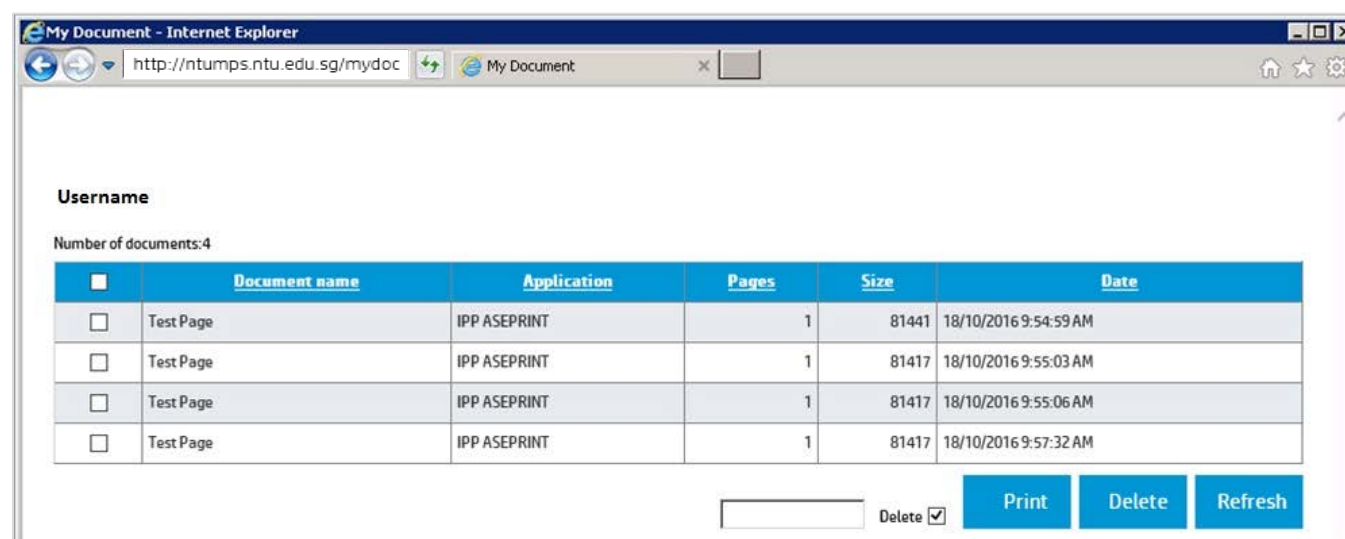 My Document - Internet Explorer
http://ntumps.ntu.edu.sg/mydoc My Document
Username
Number of documents:4
Document name Application Pages Size Date
Test Page IPP ASEPRINT 1 81441 18/10/2016 9:54:59 AM
Test Page IPP ASEPRINT 1 81417 18/10/2016 9:55:03 AM
Test Page IPP ASEPRINT 1 81417 18/10/2016 9:55:06 AM
Test Page IPP ASEPRINT 1 81417 18/10/2016 9:57:32 AM
Delete Print Delete Refresh